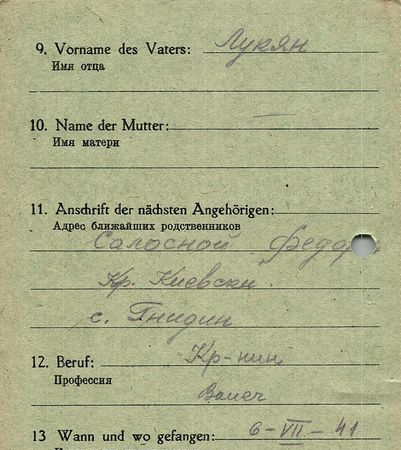 9. Vorname des Vaters: Лукян
Имя отца
10. Name der Mutter: —
Имя матери
11. Anschrift der nächsten Angehörigen:
Адрес ближайших родственников
Салосной Федор
Кр. Киевски
с. Гнидин
12. Beruf: Кр-нин
Профессия
Bauer
13 Wann und wo gefangen: 6-VII-41